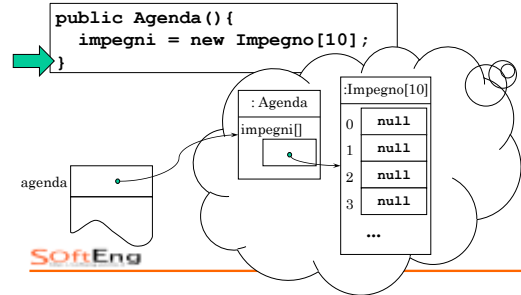 public Agenda(){
impegni = new Impegno[10];
}
: Agenda
impegni[]
:Impegno[10]
0 null
1 null
2 null
3 null
...
agenda
SOftEng